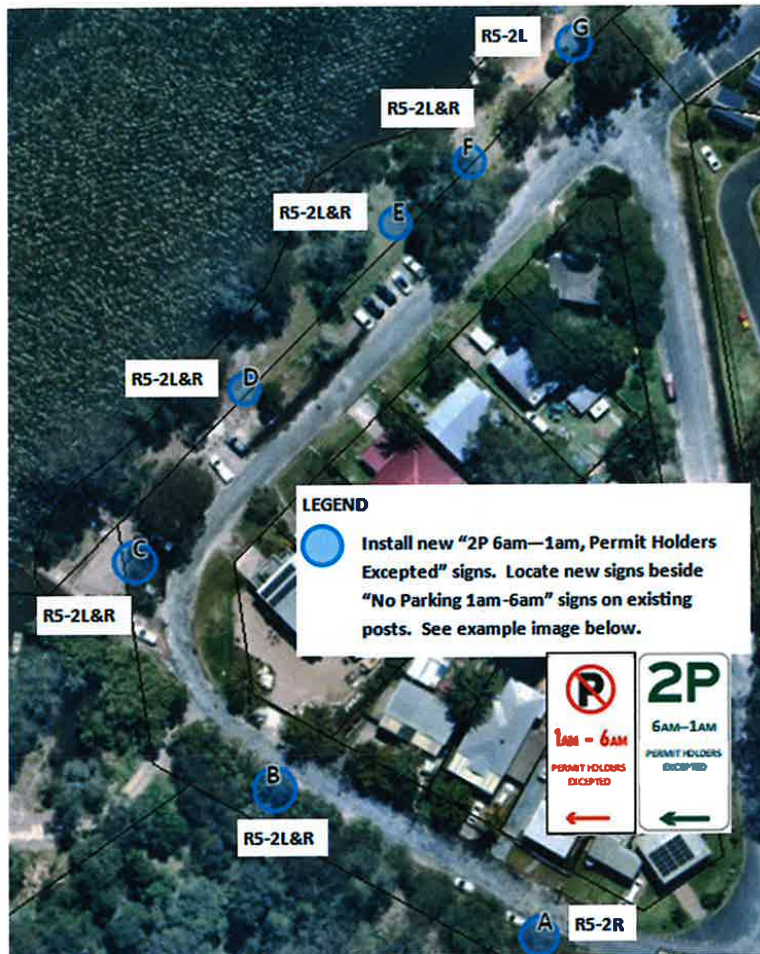 G
R5-2L
R5-2L&R
F
R5-2L&R
E
R5-2L&R
D
LEGEND
Install new “2P 6am—1am, Permit Holders
Excepted” signs. Locate new signs beside
“No Parking 1am-6am” signs on existing
posts. See example image below.
C
R5-2L&R
P
1AM - 6AM
PERMIT HOLDERS
EXCEPTED
2P
6AM–1AM
PERMIT HOLDERS
EXCEPTED
B
R5-2L&R
A
R5-2R